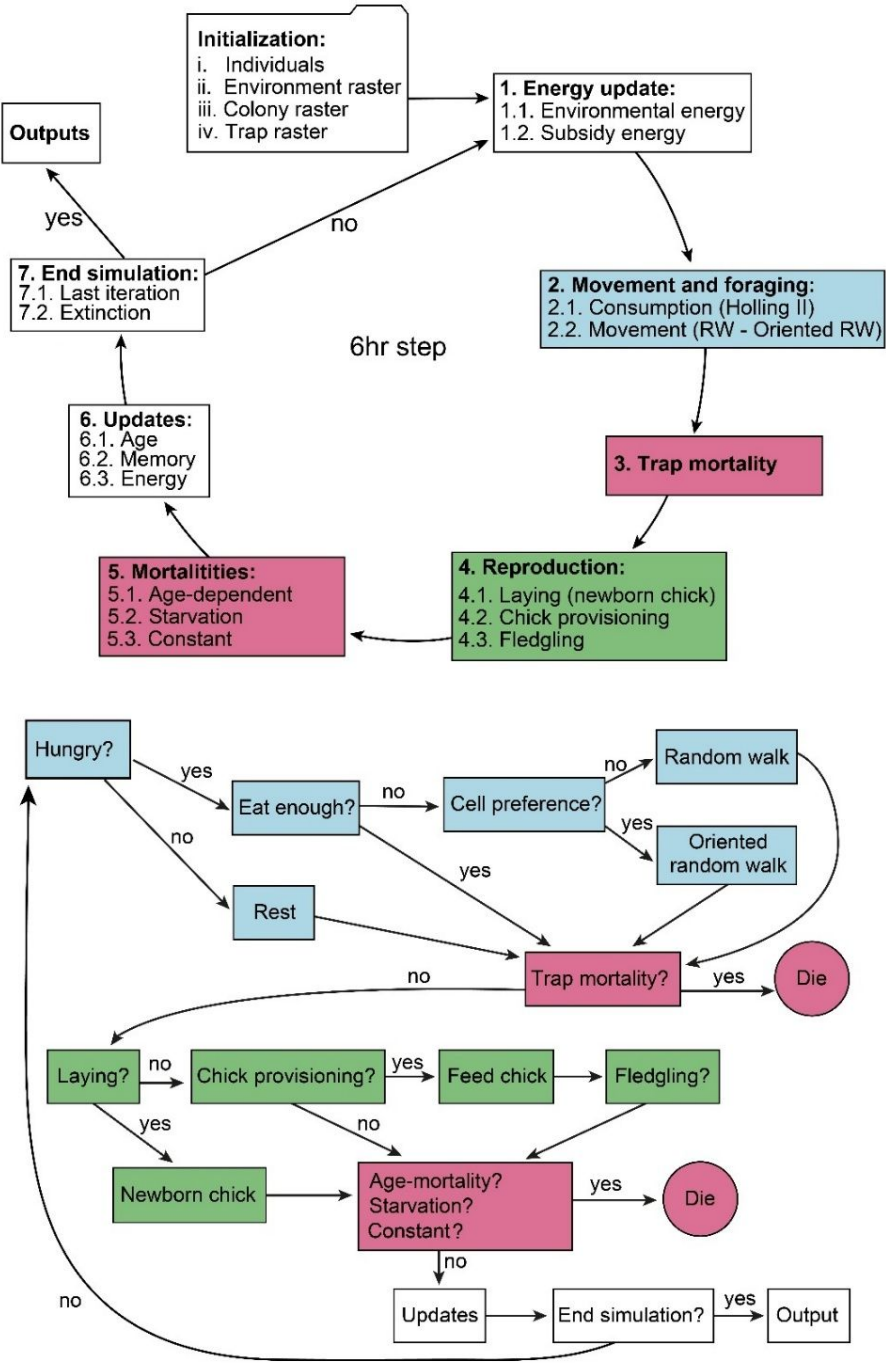 Initialization:
i. Individuals
ii. Environment raster
iii. Colony raster
iv. Trap raster
1. Energy update:
1.1. Environmental energy
1.2. Subsidy energy
Outputs
yes
no
7. End simulation:
7.1. Last iteration
7.2. Extinction
2. Movement and foraging:
2.1. Consumption (Holling II)
2.2. Movement (RW - Oriented RW)
6hr step
6. Updates:
6.1. Age
6.2. Memory
6.3. Energy
3. Trap mortality
5. Mortalitities:
5.1. Age-dependent
5.2. Starvation
5.3. Constant
4. Reproduction:
4.1. Laying (newborn chick)
4.2. Chick provisioning
4.3. Fledgling
Hungry?
yes
no
Eat enough?
no
yes
Cell preference?
no
yes
Random walk
Oriented
random walk
Rest
Trap mortality?
yes
Die
no
Laying?
no
Chick provisioning?
yes
Feed chick
Fledgling?
yes
no
Newborn chick
Age-mortality?
Starvation?
Constant?
yes
Die
no
no
Updates
End simulation?
yes
Output